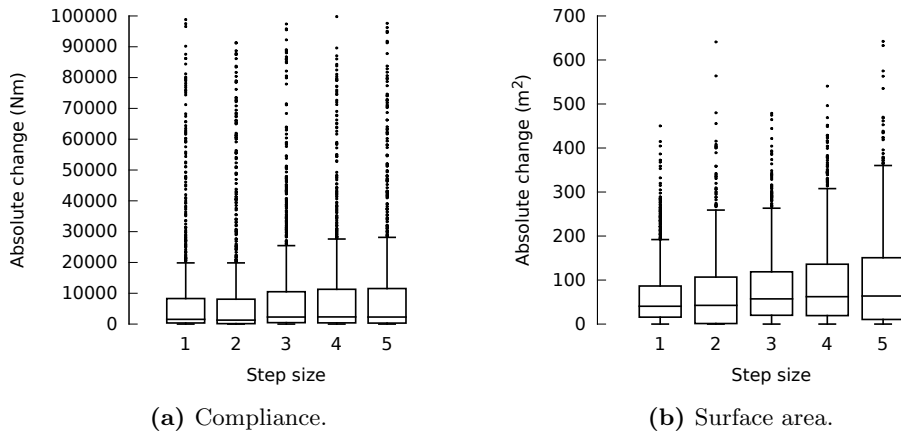 100000
90000
80000
70000
60000
50000
40000
30000
20000
10000
0
Absolute change (Nm)
1 2 3 4 5
Step size
(a) Compliance.
700
600
500
400
300
200
100
0
Absolute change (m²)
1 2 3 4 5
Step size
(b) Surface area.